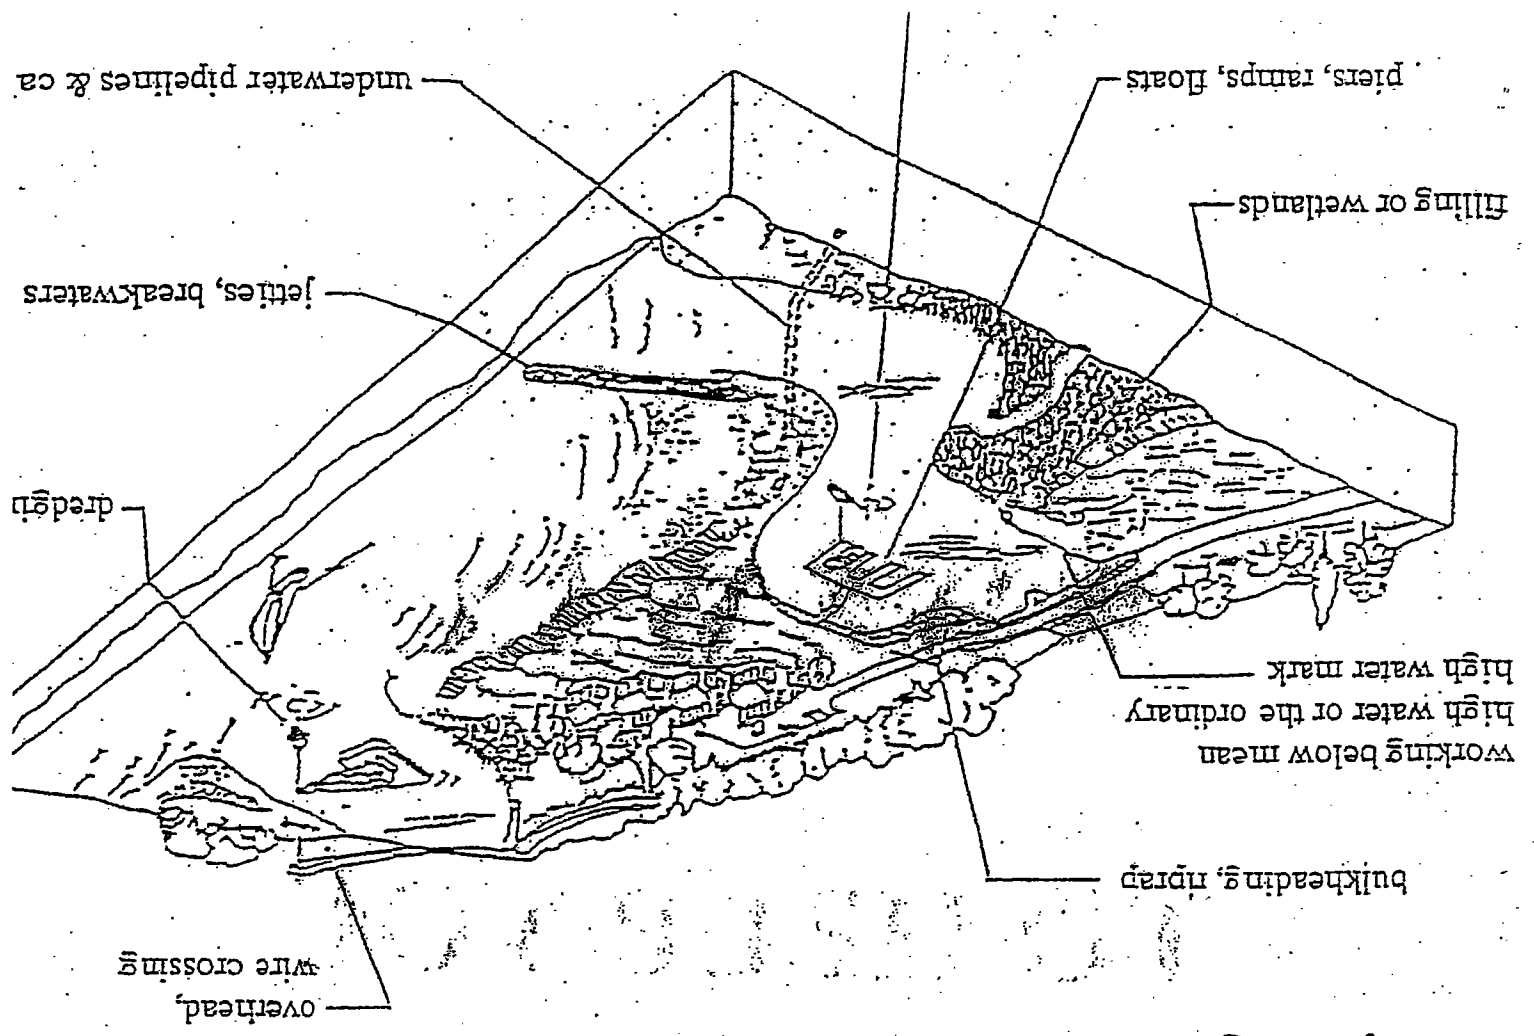 overhead,
wire crossing
bulkheading, riprap
working below mean
high water or the ordinary
high water mark
dredgin
jetties, breakwaters
filling or wetlands
piers, ramps, floats
underwater pipelines & ca